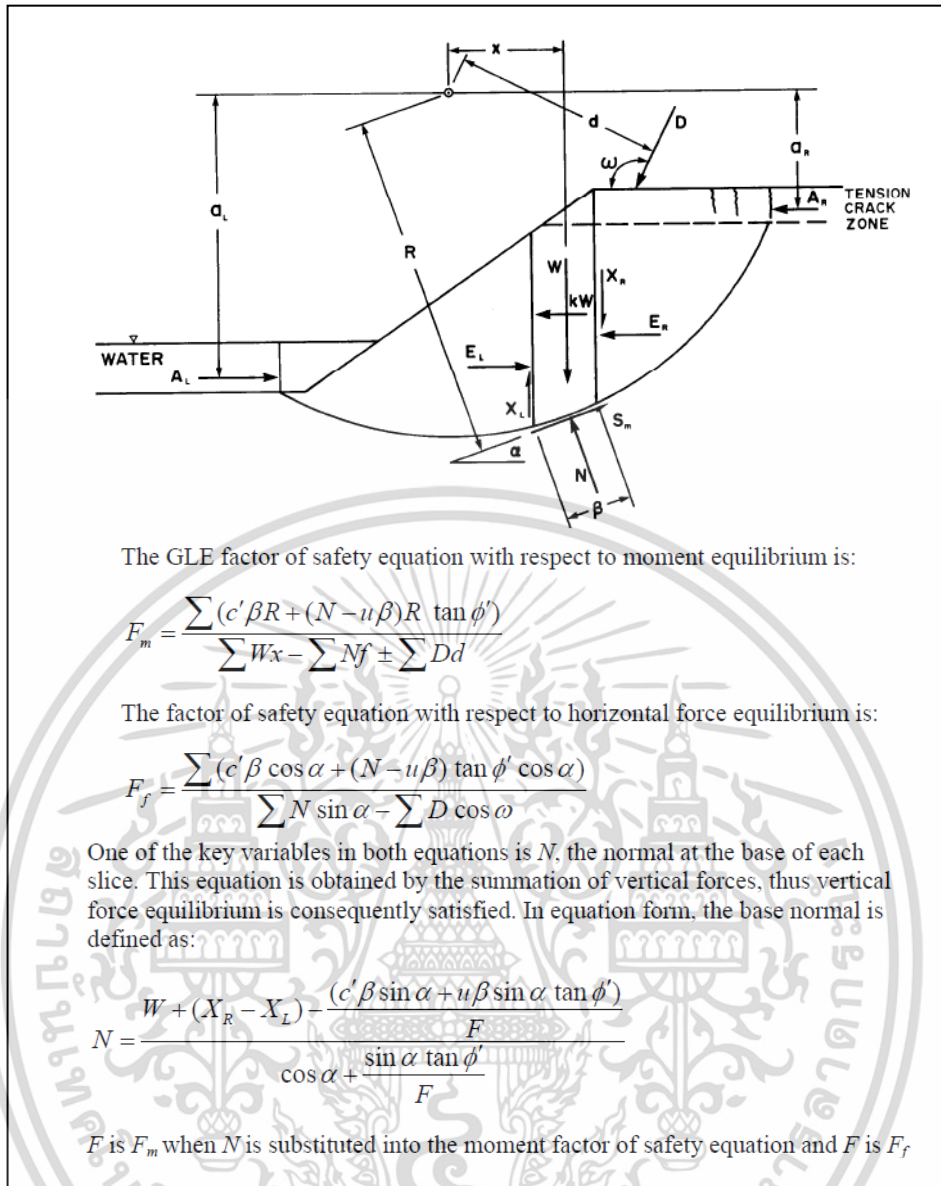 x
d
D
ω
a_R
a_L
R
A_R
TENSION
CRACK
ZONE
W
X_R
kW
E_R
WATER
A_L
E_L
X_L
S_m
α
N
β
The GLE factor of safety equation with respect to moment equilibrium is:
F_m = ∑(c′βR + (N − uβ)R tan ϕ′) / (∑Wx − ∑Nf ± ∑Dd)
The factor of safety equation with respect to horizontal force equilibrium is:
F_f = ∑(c′β cos α + (N − uβ) tan ϕ′ cos α) / (∑N sin α − ∑D cos ω)
One of the key variables in both equations is N, the normal at the base of each
slice. This equation is obtained by the summation of vertical forces, thus vertical
force equilibrium is consequently satisfied. In equation form, the base normal is
defined as:
N = (W + (X_R − X_L) − (c′β sin α + uβ sin α tan ϕ′) / F) / (cos α + (sin α tan ϕ′) / F)
F is F_m when N is substituted into the moment factor of safety equation and F is F_f